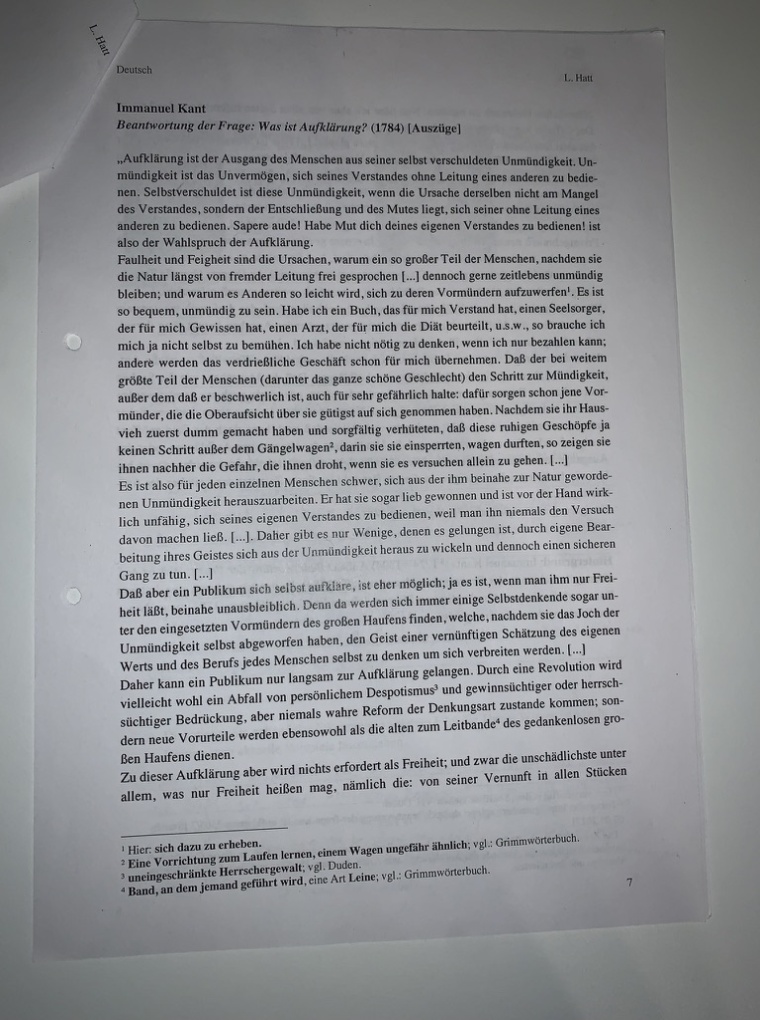 L. Hatt
Deutsch
L. Hatt
Immanuel Kant
Beantwortung der Frage: Was ist Aufklärung? (1784) [Auszüge]
„Aufklärung ist der Ausgang des Menschen aus seiner selbst verschuldeten Unmündigkeit. Un-
mündigkeit ist das Unvermögen, sich seines Verstandes ohne Leitung eines anderen zu bedie-
nen. Selbstverschuldet ist diese Unmündigkeit, wenn die Ursache derselben nicht am Mangel
des Verstandes, sondern der Entschließung und des Mutes liegt, sich seiner ohne Leitung eines
anderen zu bedienen. Sapere aude! Habe Mut dich deines eigenen Verstandes zu bedienen! ist
also der Wahlspruch der Aufklärung.
Faulheit und Feigheit sind die Ursachen, warum ein so großer Teil der Menschen, nachdem sie
die Natur längst von fremder Leitung frei gesprochen [...] dennoch gerne zeitlebens unmündig
bleiben; und warum es Anderen so leicht wird, sich zu deren Vormündern aufzuwerfen¹. Es ist
so bequem, unmündig zu sein. Habe ich ein Buch, das für mich Verstand hat, einen Seelsorger,
der für mich Gewissen hat, einen Arzt, der für mich die Diät beurteilt, u.s.w., so brauche ich
mich ja nicht selbst zu bemühen. Ich habe nicht nötig zu denken, wenn ich nur bezahlen kann;
andere werden das verdrießliche Geschäft schon für mich übernehmen. Daß der bei weitem
größte Teil der Menschen (darunter das ganze schöne Geschlecht) den Schritt zur Mündigkeit,
außer dem daß er beschwerlich ist, auch für sehr gefährlich halte: dafür sorgen schon jene Vor-
münder, die die Oberaufsicht über sie gütigst auf sich genommen haben. Nachdem sie ihr Haus-
vieh zuerst dumm gemacht haben und sorgfältig verhüteten, daß diese ruhigen Geschöpfe ja
keinen Schritt außer dem Gängelwagen², darin sie sie einsperrten, wagen durften, so zeigen sie
ihnen nachher die Gefahr, die ihnen droht, wenn sie es versuchen allein zu gehen. [...]
Es ist also für jeden einzelnen Menschen schwer, sich aus der ihm beinahe zur Natur geworde-
nen Unmündigkeit herauszuarbeiten. Er hat sie sogar lieb gewonnen und ist vor der Hand wirk-
lich unfähig, sich seines eigenen Verstandes zu bedienen, weil man ihn niemals den Versuch
davon machen ließ. [...]. Daher gibt es nur Wenige, denen es gelungen ist, durch eigene Bear-
beitung ihres Geistes sich aus der Unmündigkeit heraus zu wickeln und dennoch einen sicheren
Gang zu tun. [...]
Daß aber ein Publikum sich selbst aufkläre, ist eher möglich; ja es ist, wenn man ihm nur Frei-
heit läßt, beinahe unausbleiblich. Denn da werden sich immer einige Selbstdenkende sogar un-
ter den eingesetzten Vormündern des großen Haufens finden, welche, nachdem sie das Joch der
Unmündigkeit selbst abgeworfen haben, den Geist einer vernünftigen Schätzung des eigenen
Werts und des Berufs jedes Menschen selbst zu denken um sich verbreiten werden. [...]
Daher kann ein Publikum nur langsam zur Aufklärung gelangen. Durch eine Revolution wird
vielleicht wohl ein Abfall von persönlichem Despotismus³ und gewinnsüchtiger oder herrsch-
süchtiger Bedrückung, aber niemals wahre Reform der Denkungsart zustande kommen; son-
dern neue Vorurteile werden ebensowohl als die alten zum Leitbande⁴ des gedankenlosen gro-
ßen Haufens dienen.
Zu dieser Aufklärung aber wird nichts erfordert als Freiheit; und zwar die unschädlichste unter
allem, was nur Freiheit heißen mag, nämlich die: von seiner Vernunft in allen Stücken
¹ Hier: sich dazu zu erheben.
² Eine Vorrichtung zum Laufen lernen, einem Wagen ungefähr ähnlich; vgl.: Grimmwörterbuch.
³ uneingeschränkte Herrschergewalt; vgl. Duden.
⁴ Band, an dem jemand geführt wird, eine Art Leine; vgl.: Grimmwörterbuch.
7